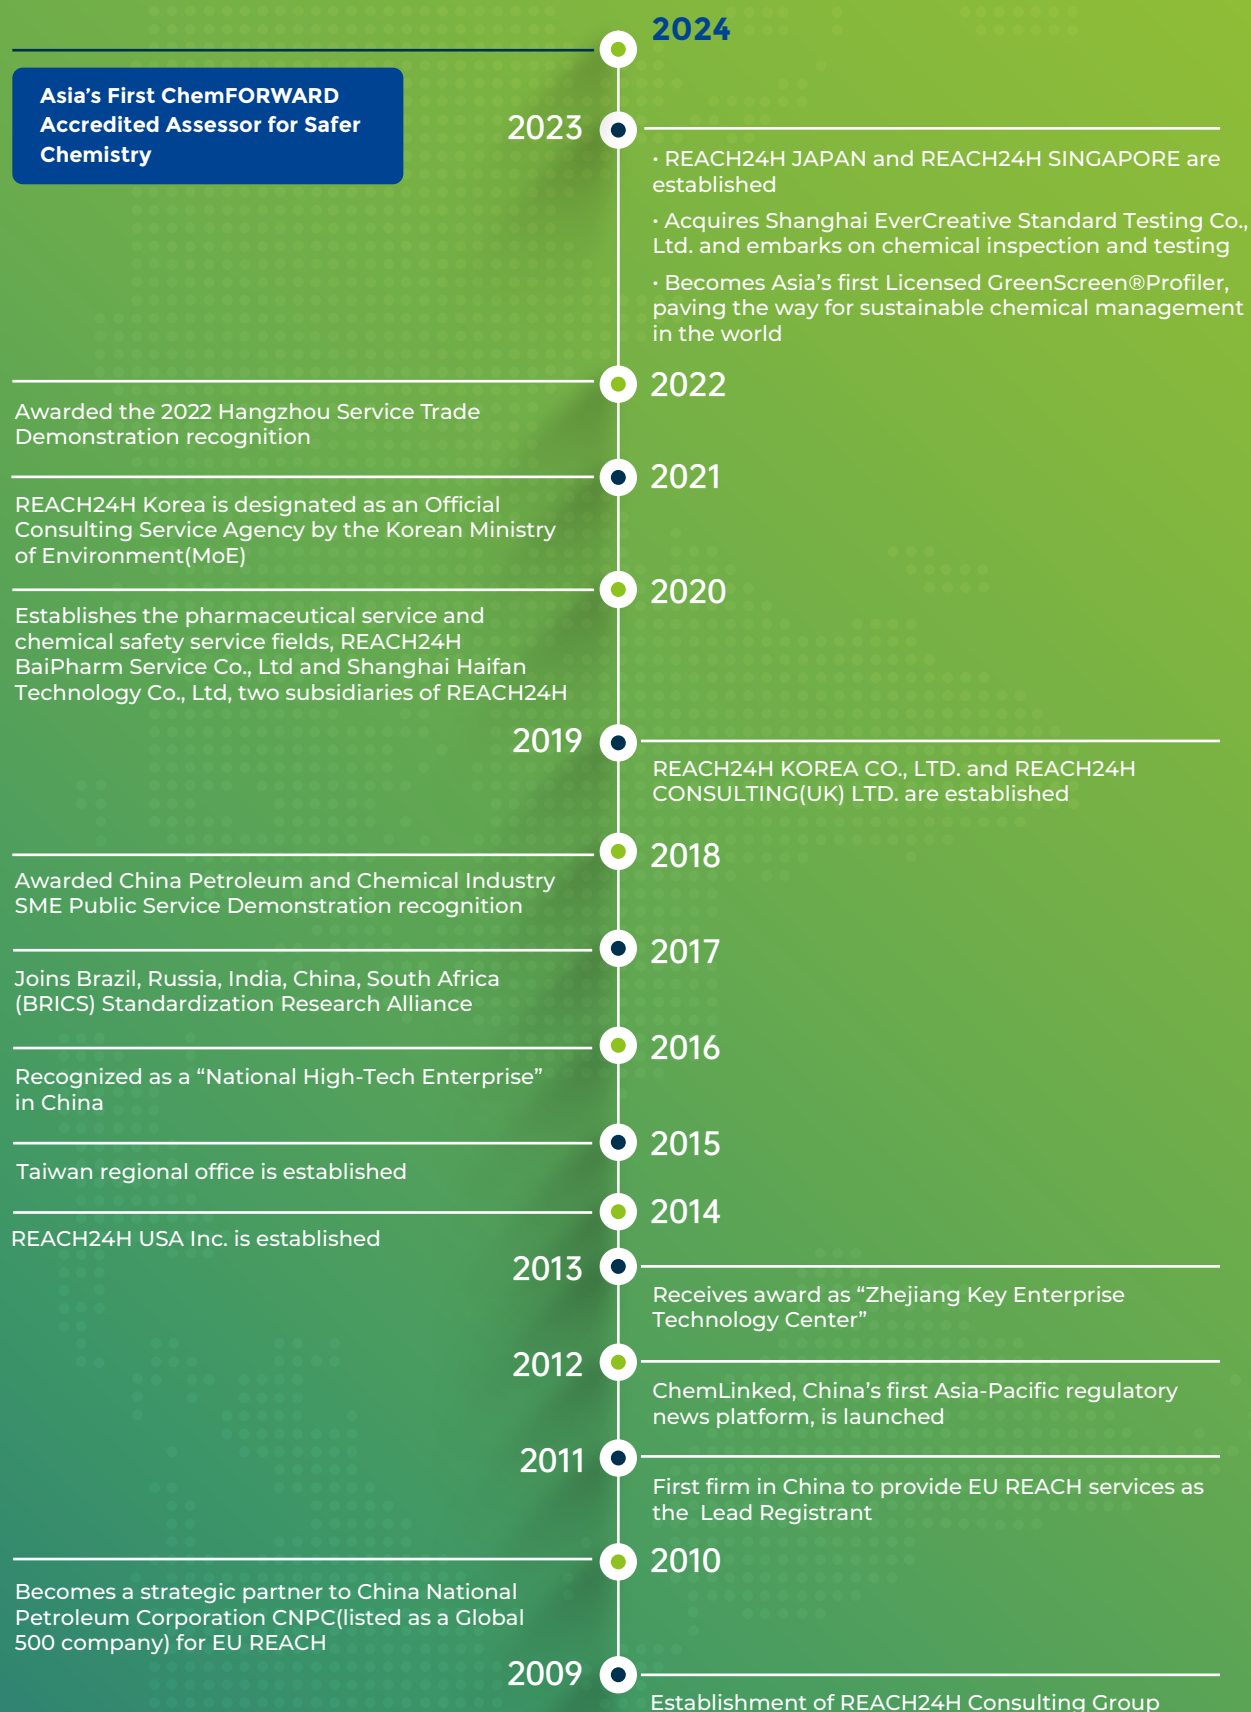 2024
Asia's First ChemFORWARD
Accredited Assessor for Safer
Chemistry
2023
· REACH24H JAPAN and REACH24H SINGAPORE are
established
· Acquires Shanghai EverCreative Standard Testing Co.,
Ltd. and embarks on chemical inspection and testing
· Becomes Asia's first Licensed GreenScreen®Profiler,
paving the way for sustainable chemical management
in the world
2022
Awarded the 2022 Hangzhou Service Trade
Demonstration recognition
2021
REACH24H Korea is designated as an Official
Consulting Service Agency by the Korean Ministry
of Environment(MoE)
2020
Establishes the pharmaceutical service and
chemical safety service fields, REACH24H
BaiPharm Service Co., Ltd and Shanghai Haifan
Technology Co., Ltd, two subsidiaries of REACH24H
2019
REACH24H KOREA CO., LTD. and REACH24H
CONSULTING(UK) LTD. are established
2018
Awarded China Petroleum and Chemical Industry
SME Public Service Demonstration recognition
2017
Joins Brazil, Russia, India, China, South Africa
(BRICS) Standardization Research Alliance
2016
Recognized as a “National High-Tech Enterprise”
in China
2015
Taiwan regional office is established
2014
REACH24H USA Inc. is established
2013
Receives award as “Zhejiang Key Enterprise
Technology Center”
2012
ChemLinked, China's first Asia-Pacific regulatory
news platform, is launched
2011
First firm in China to provide EU REACH services as
the Lead Registrant
2010
Becomes a strategic partner to China National
Petroleum Corporation CNPC(listed as a Global
500 company) for EU REACH
2009
Establishment of REACH24H Consulting Group